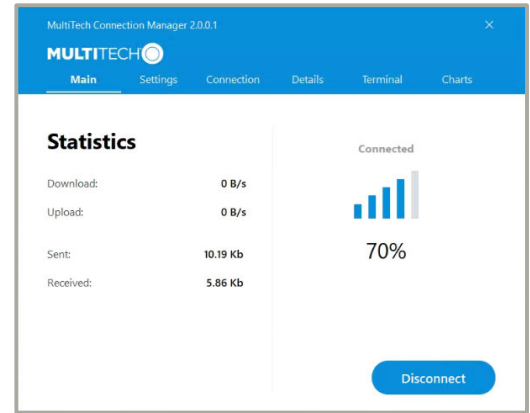 MultiTech Connection Manager 2.0.0.1
MULTITECH
Main Settings Connection Details Terminal Charts
Statistics
Connected
Download: 0 B/s
Upload: 0 B/s
70%
Sent: 10.19 Kb
Received: 5.86 Kb
Disconnect